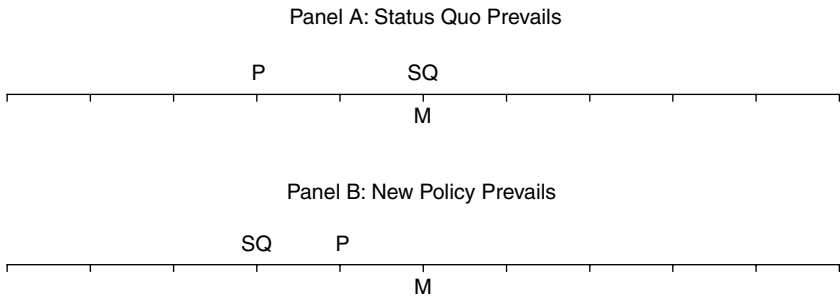 Panel A: Status Quo Prevails
P SQ
M
Panel B: New Policy Prevails
SQ P
M